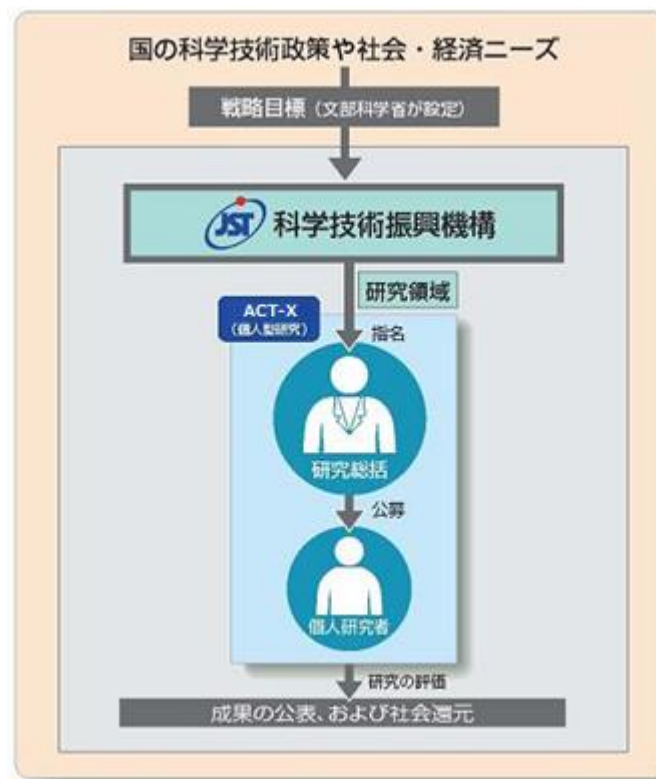 国の科学技術政策や社会・経済ニーズ
戦略目標（文部科学省が設定）
JST 科学技術振興機構
研究領域
ACT-X
（個人型研究）
指名
研究総括
公募
個人研究者
研究の評価
成果の公表、および社会還元